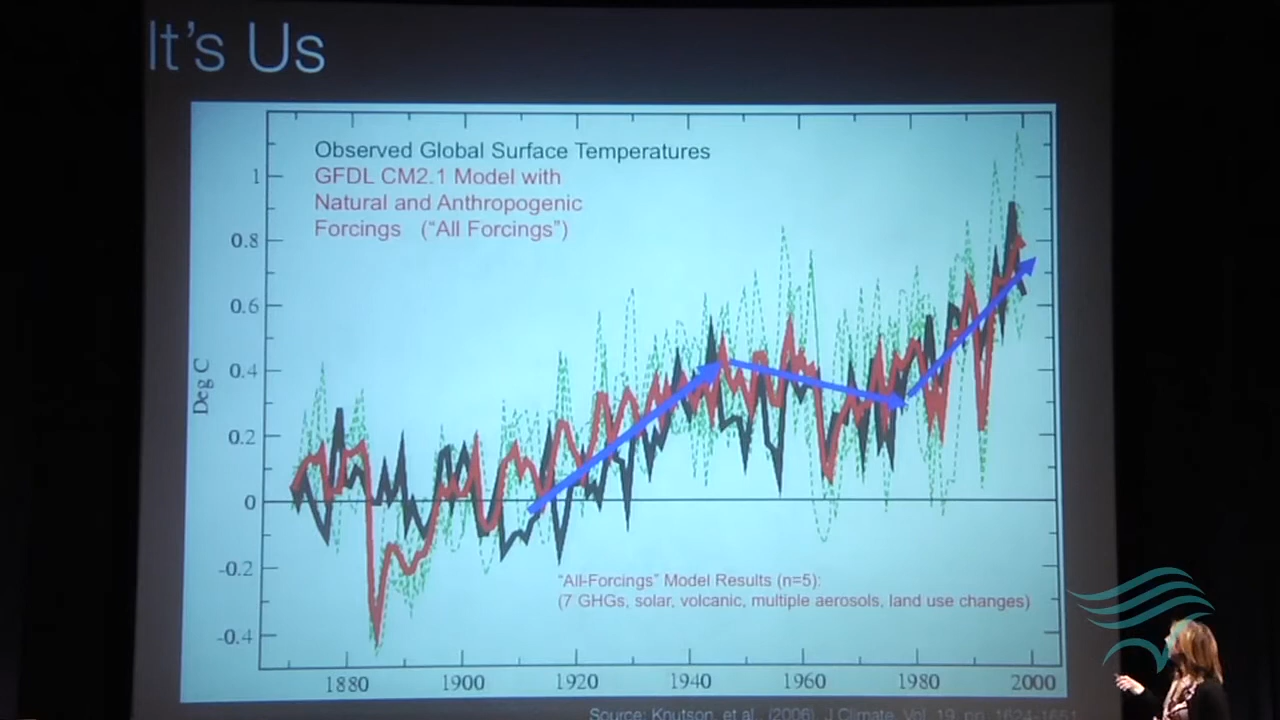 It's Us
Observed Global Surface Temperatures
GFDL CM2.1 Model with
Natural and Anthropogenic
Forcings ("All Forcings")
1
0.8
0.6
0.4
0.2
0
-0.2
-0.4
Deg C
"All-Forcings" Model Results (n=5):
(7 GHGs, solar, volcanic, multiple aerosols, land use changes)
1880 1900 1920 1940 1960 1980 2000
Source: Knutson, et al. (2006), J.Climate, Vol. 19, pp. 1624-1651